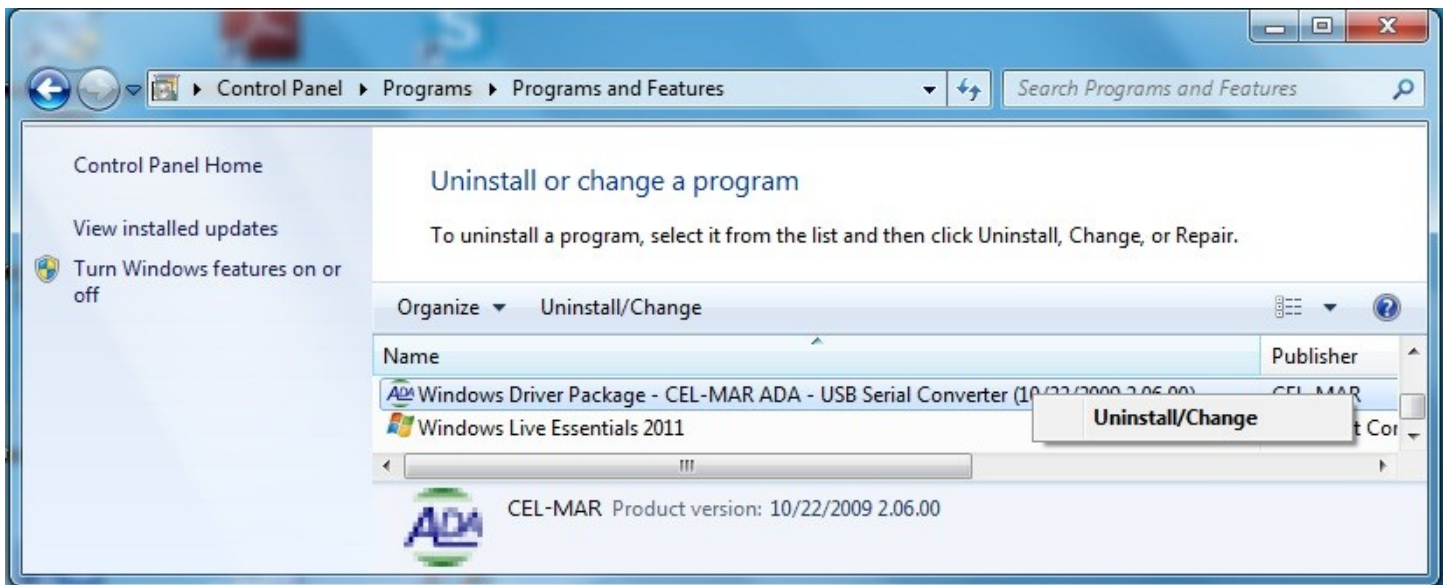 Control Panel ▸ Programs ▸ Programs and Features
Search Programs and Features
Control Panel Home
View installed updates
Turn Windows features on or
off
Uninstall or change a program
To uninstall a program, select it from the list and then click Uninstall, Change, or Repair.
Organize Uninstall/Change
Name Publisher
ADA Windows Driver Package - CEL-MAR ADA - USB Serial Converter
Uninstall/Change
Windows Live Essentials 2011
ADA
CEL-MAR Product version: 10/22/2009 2.06.00